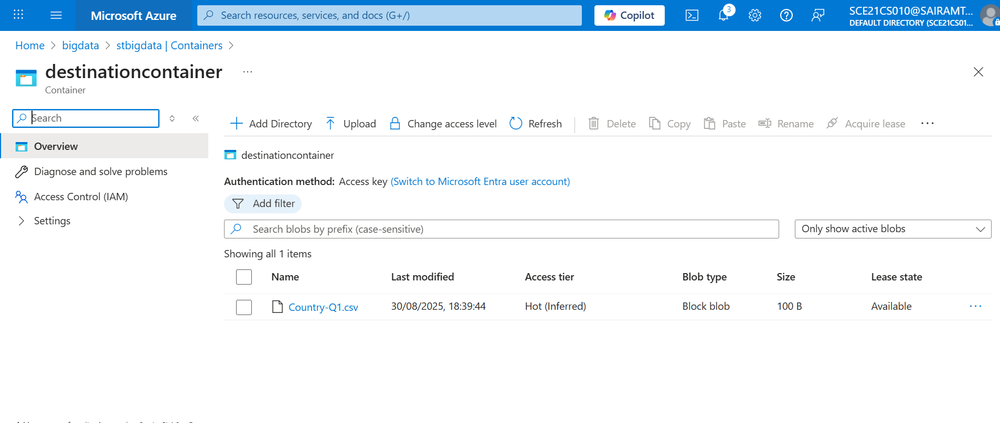 Microsoft Azure
Search resources, services, and docs (G+/)
Copilot
3
SCE21CS010@SAIRAMT...
DEFAULT DIRECTORY (SCE21CS01...
Home > bigdata > stbigdata | Containers >
destinationcontainer ...
Container
Search
Overview
Diagnose and solve problems
Access Control (IAM)
Settings
Add Directory Upload Change access level Refresh Delete Copy Paste Rename Acquire lease ...
destinationcontainer
Authentication method: Access key (Switch to Microsoft Entra user account)
Add filter
Search blobs by prefix (case-sensitive)
Only show active blobs
Showing all 1 items
Name Last modified Access tier Blob type Size Lease state
Country-Q1.csv 30/08/2025, 18:39:44 Hot (Inferred) Block blob 100 B Available ...